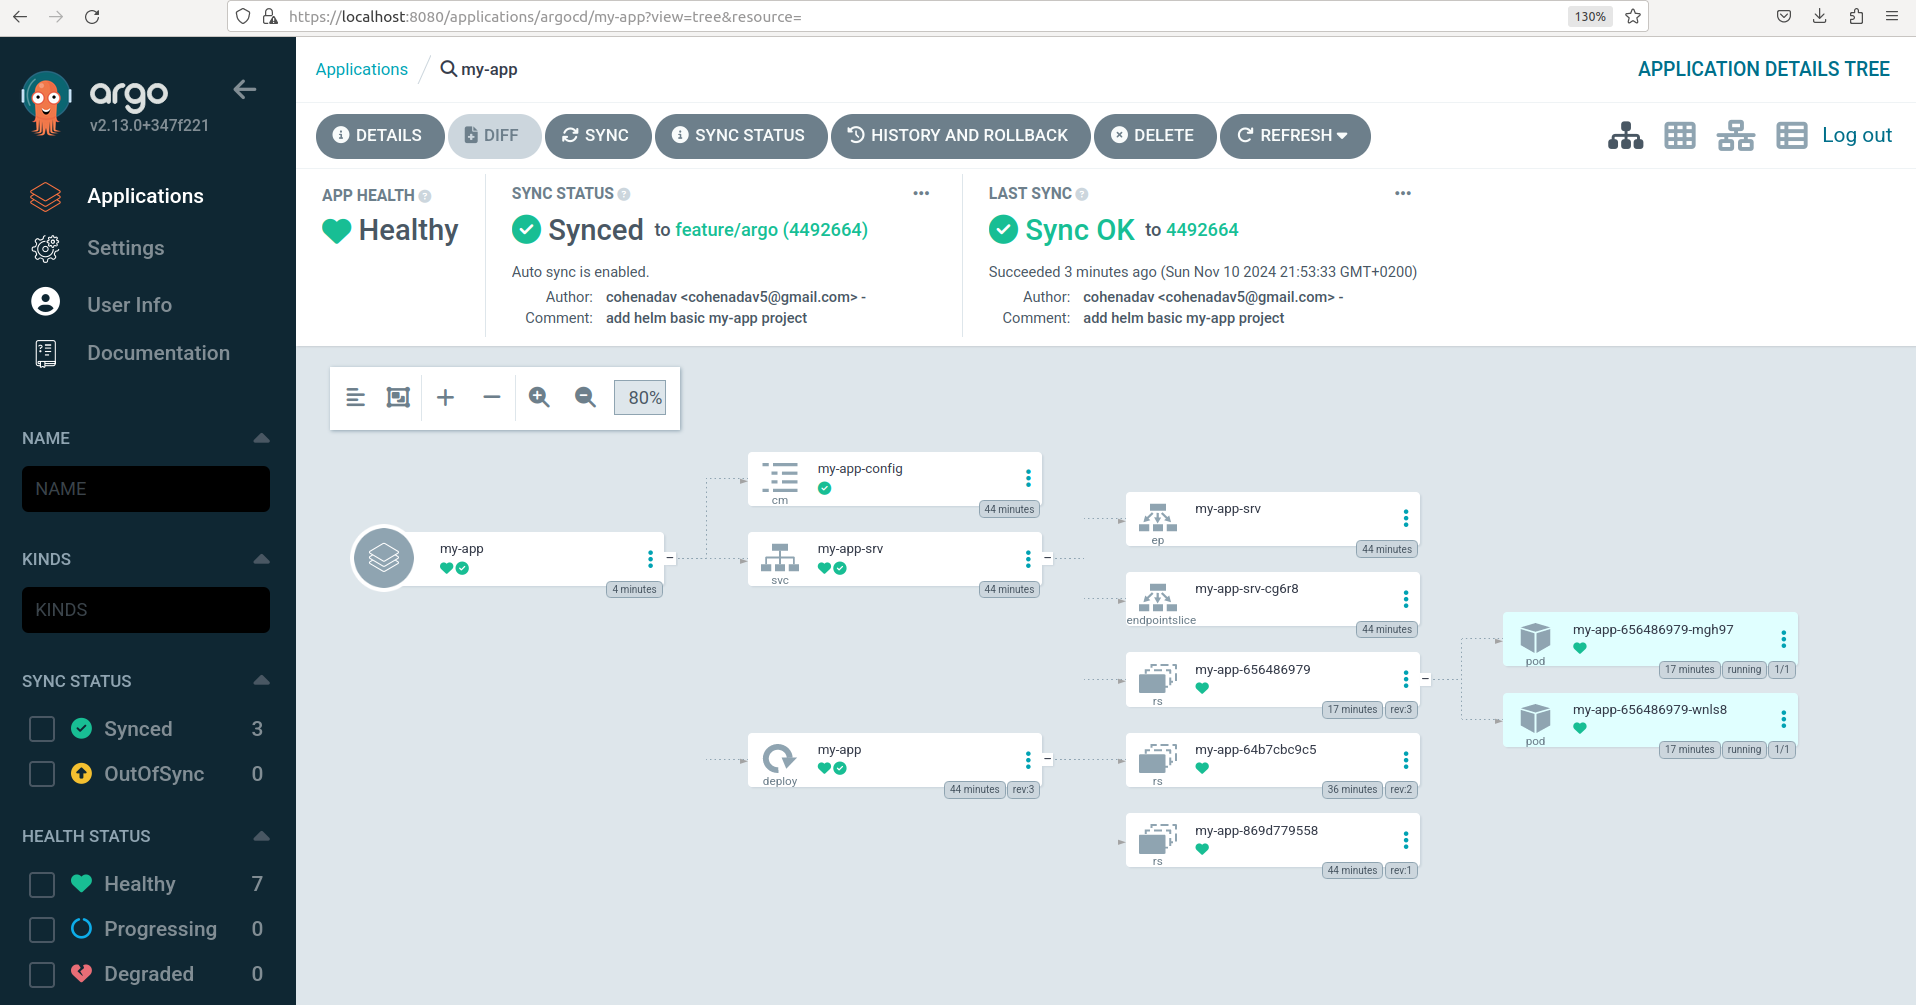 https://localhost:8080/applications/argocd/my-app?view=tree&resource=
130%
argo
v2.13.0+347f221
Applications
Settings
User Info
Documentation
NAME
NAME
KINDS
KINDS
SYNC STATUS
Synced 3
OutOfSync 0
HEALTH STATUS
Healthy 7
Progressing 0
Degraded 0
Applications / my-app
APPLICATION DETAILS TREE
DETAILS DIFF SYNC SYNC STATUS HISTORY AND ROLLBACK DELETE REFRESH
Log out
APP HEALTH ?
Healthy
SYNC STATUS ?
Synced to feature/argo (4492664)
Auto sync is enabled.
Author: cohenadav <cohenadav5@gmail.com> -
Comment: add helm basic my-app project
LAST SYNC ?
Sync OK to 4492664
Succeeded 3 minutes ago (Sun Nov 10 2024 21:53:33 GMT+0200)
Author: cohenadav <cohenadav5@gmail.com> -
Comment: add helm basic my-app project
80%
my-app
4 minutes
my-app-config
cm
44 minutes
my-app-srv
svc
44 minutes
my-app
deploy
44 minutes rev:3
my-app-srv
ep
44 minutes
my-app-srv-cg6r8
endpointslice
44 minutes
my-app-656486979
rs
17 minutes rev:3
my-app-64b7cbc9c5
rs
36 minutes rev:2
my-app-869d779558
rs
44 minutes rev:1
my-app-656486979-mgh97
pod
17 minutes running 1/1
my-app-656486979-wnls8
pod
17 minutes running 1/1